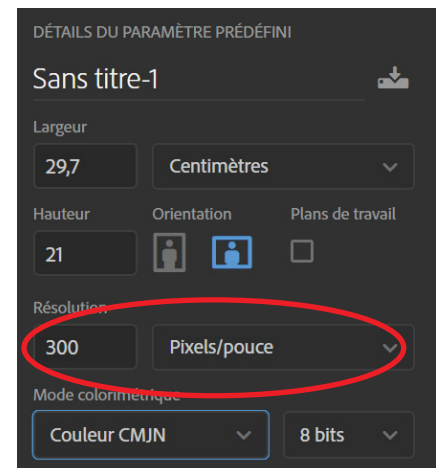 DÉTAILS DU PARAMÈTRE PRÉDÉFINI
Sans titre-1
Largeur
29,7 Centimètres
Hauteur Orientation Plans de travail
21
Résolution
300 Pixels/pouce
Mode colorimétrique
Couleur CMJN 8 bits